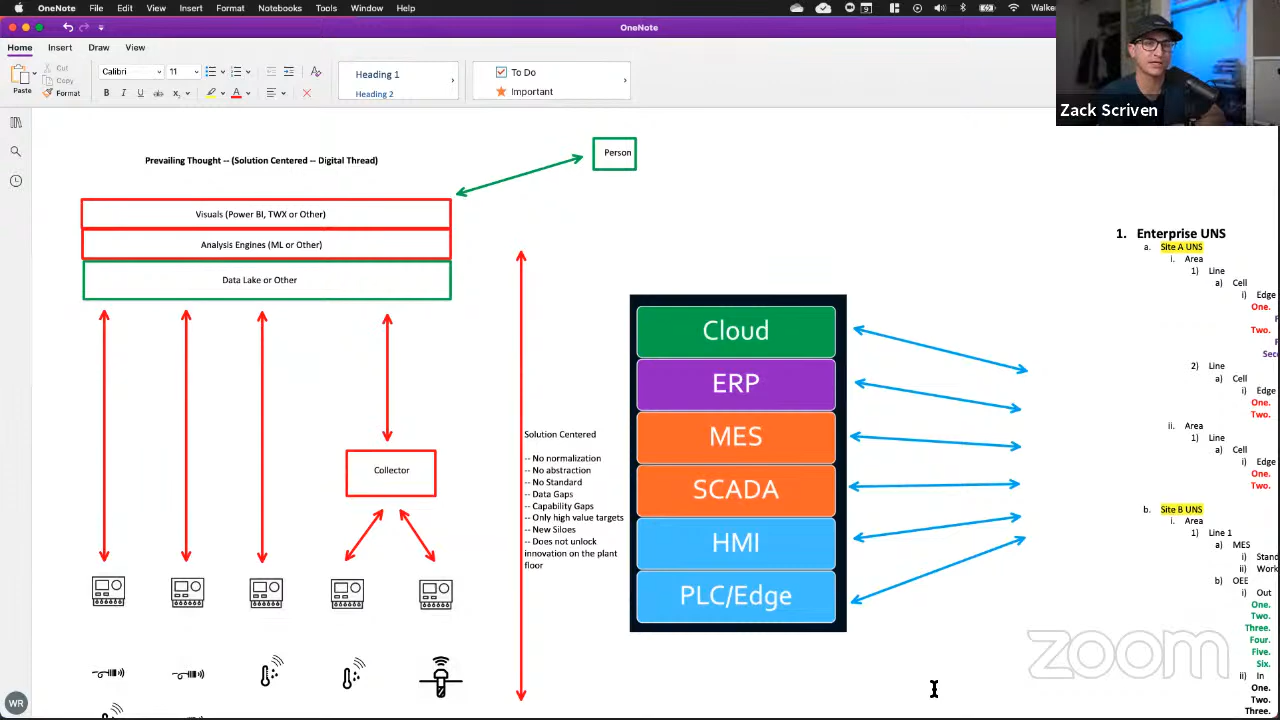 OneNote File Edit View Insert Format Notebooks Tools Window Help
Walke
OneNote
Home Insert Draw View
Paste
Cut
Copy
Format
Calibri
11
B I U ab x
A
Heading 1
Heading 2
To Do
Important
Zack Scriven
Prevailing Thought -- (Solution Centered -- Digital Thread)
Person
Visuals (Power BI, TWX or Other)
Analysis Engines (ML or Other)
Data Lake or Other
Collector
Solution Centered
-- No normalization
-- No abstraction
-- No Standard
-- Data Gaps
-- Capability Gaps
-- Only high value targets
-- New Siloes
-- Does not unlock
innovation on the plant
floor
Cloud
ERP
MES
SCADA
HMI
PLC/Edge
1. Enterprise UNS
a. Site A UNS
i. Area
1) Line
a) Cell
i) Edge
One.
F
Two.
F
Seco
2) Line
a) Cell
i) Edge
One.
Two.
ii. Area
1) Line
a) Cell
i) Edge
One.
Two.
b. Site B UNS
i. Area
1) Line 1
a) MES
i) Stand
ii) Work
b) OEE
i) Out
One.
Two.
Three.
Four.
Five.
Six.
ii) In
One.
Two.
Three.
zoom
WR